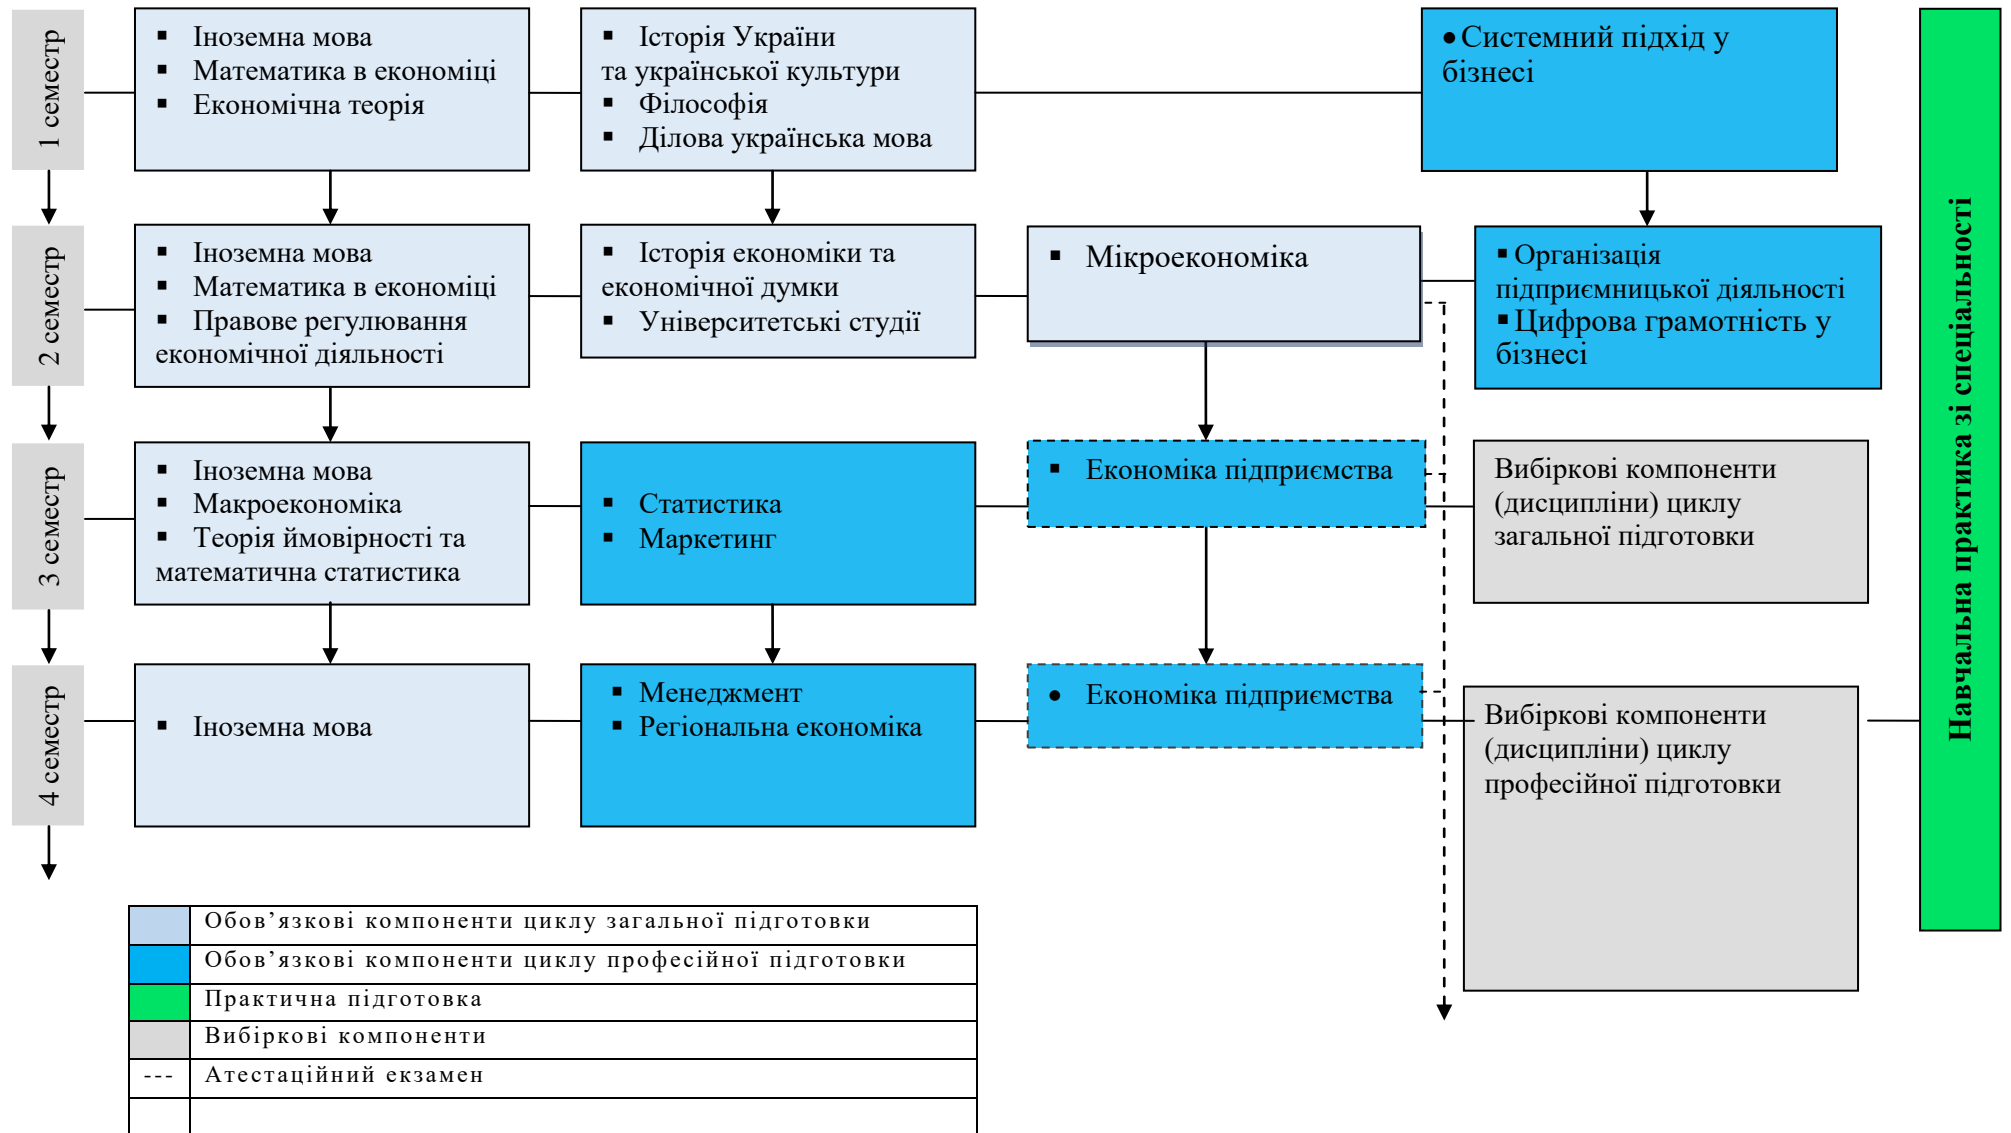 1 семестр
▪ Іноземна мова
▪ Математика в економіці
▪ Економічна теорія
▪ Історія України
та української культури
▪ Філософія
▪ Ділова українська мова
•Системний підхід у
бізнесі
2 семестр
▪ Іноземна мова
▪ Математика в економіці
▪ Правове регулювання
економічної діяльності
▪ Історія економіки та
економічної думки
▪ Університетські студії
▪ Мікроекономіка
▪ Організація
підприємницької діяльності
▪ Цифрова грамотність у
бізнесі
3 семестр
▪ Іноземна мова
▪ Макроекономіка
▪ Теорія ймовірності та
математична статистика
▪ Статистика
▪ Маркетинг
▪ Економіка підприємства
Вибіркові компоненти
(дисципліни) циклу
загальної підготовки
4 семестр
▪ Іноземна мова
▪ Менеджмент
▪ Регіональна економіка
• Економіка підприємства
Вибіркові компоненти
(дисципліни) циклу
професійної підготовки
Навчальна практика зі спеціальності
Обов’язкові компоненти циклу загальної підготовки
Обов’язкові компоненти циклу професійної підготовки
Практична підготовка
Вибіркові компоненти
--- Атестаційний екзамен